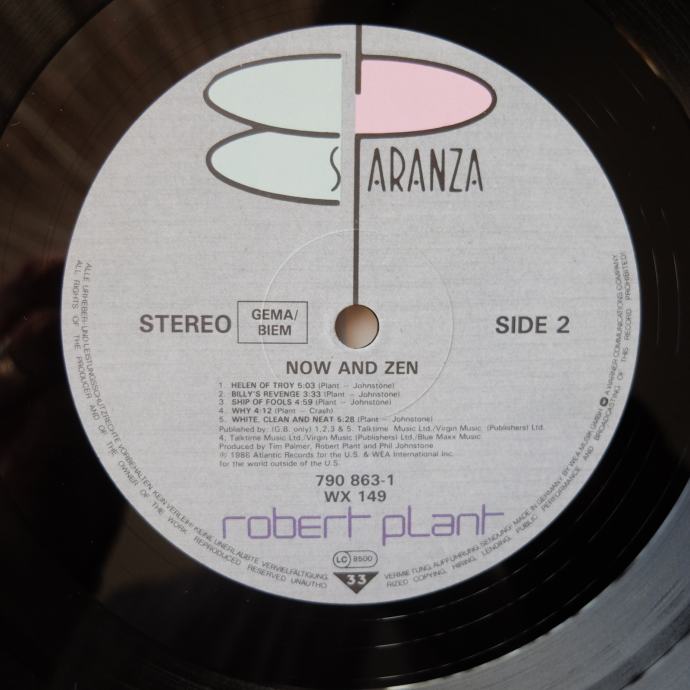 ESPARANZA
STEREO
GEMA/
BIEM
SIDE 2
NOW AND ZEN
1 HELEN OF TROY 5:03 (Plant – Johnstone)
2 BILLY'S REVENGE 3:33 (Plant – Johnstone)
3 SHIP OF FOOLS 4:59 (Plant – Johnstone)
4 WHY 4:12 (Plant – Crash)
5 WHITE, CLEAN AND NEAT 5:28 (Plant – Johnstone)
Published by: (G.B. only) 1,2,3 & 5. Talktime Music Ltd./Virgin Music (Publishers) Ltd.
4, Talktime Music Ltd./Virgin Music (Publishers) Ltd./Blue Maxx Music
Produced by Tim Palmer, Robert Plant and Phil Johnstone
℗ 1986 Atlantic Records for the U.S. & WEA International Inc.
for the world outside of the U.S.
790 863-1
WX 149
robert plant
LC 8500
33
ALLE URHEBER- UND LEISTUNGSSCHUTZRECHTE VORBEHALTEN. KEIN VERLEIH! KEINE UNERLAUBTE VERVIELFÄLTIGUNG, VERMIETUNG, AUFFÜHRUNG, SENDUNG! MADE IN GERMANY BY WEA MUSIK GMBH A WARNER COMMUNICATIONS COMPANY
ALL RIGHTS OF THE PRODUCER AND OF THE OWNER OF THE WORK REPRODUCED RESERVED UNAUTHORIZED COPYING, HIRING, LENDING, PUBLIC PERFORMANCE AND BROADCASTING OF THIS RECORD PROHIBITED!